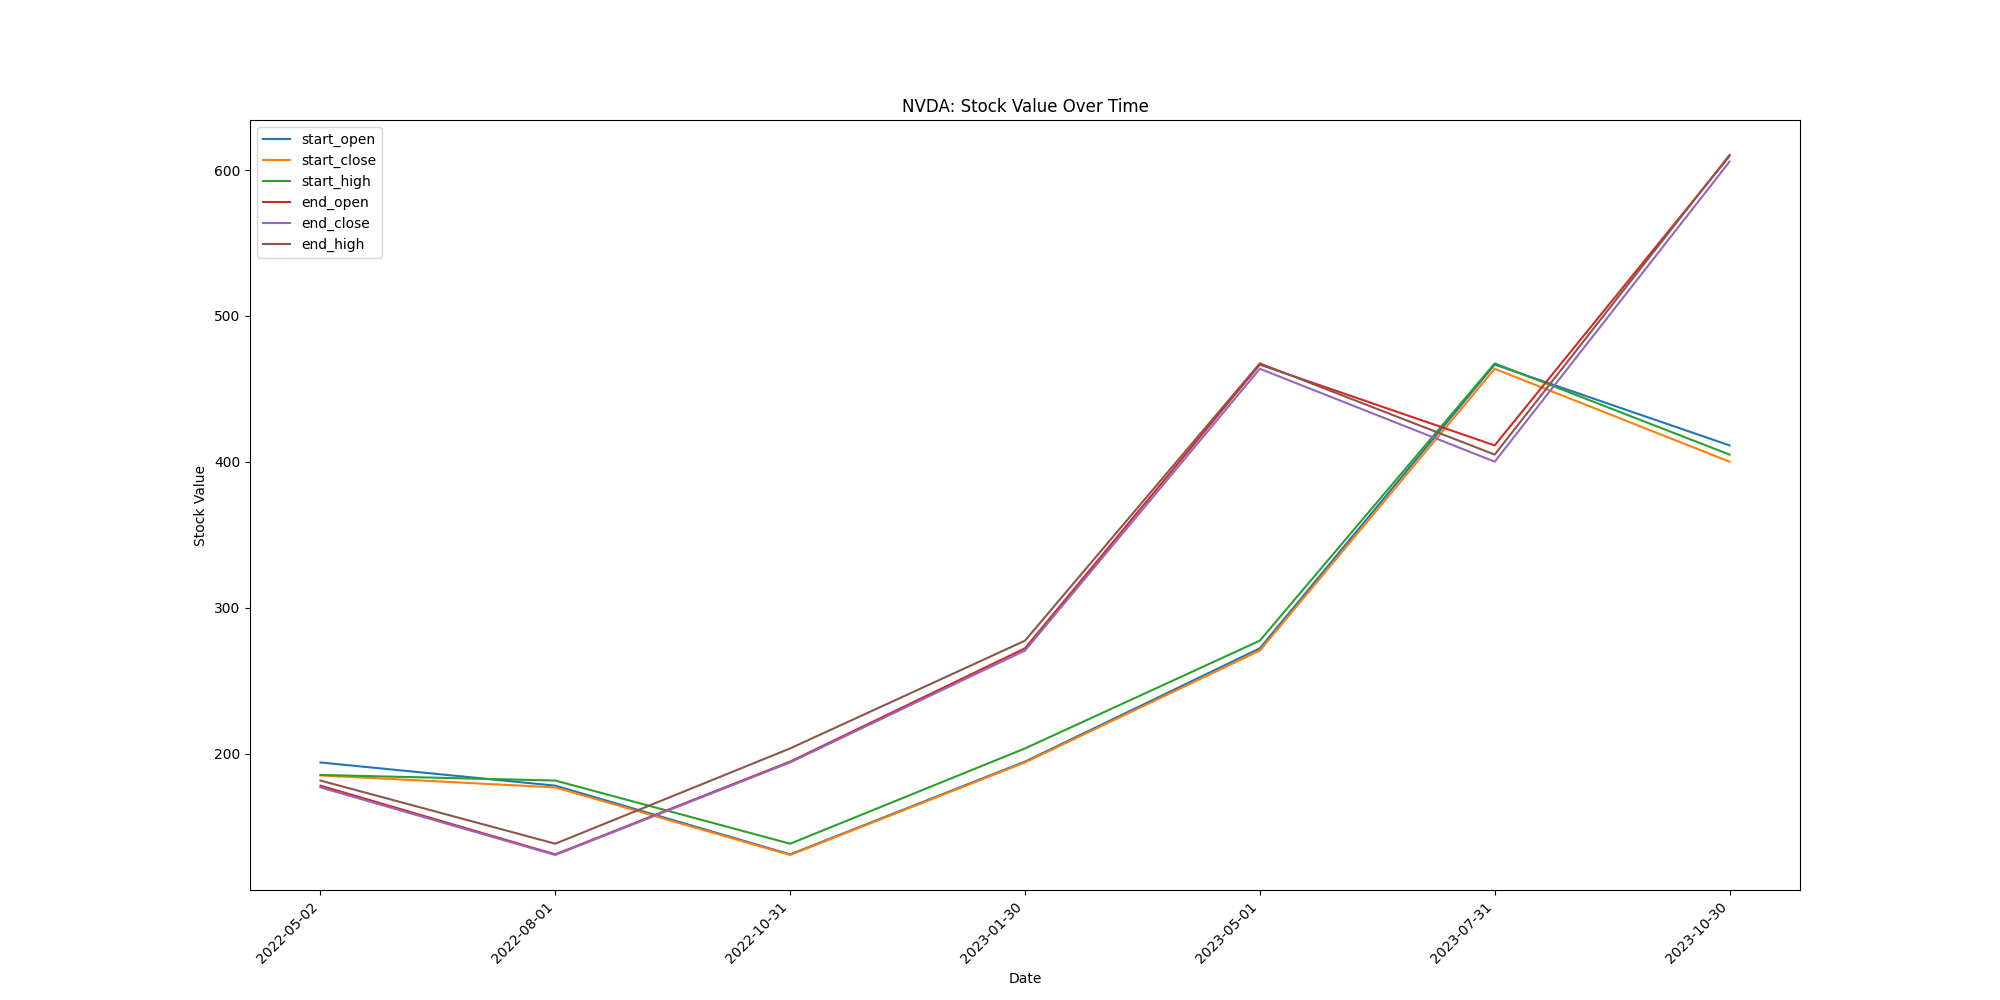 NVDA: Stock Value Over Time
start_open
start_close
start_high
end_open
end_close
end_high
600
500
400
300
200
Stock Value
2022-05-02
2022-08-01
2022-10-31
2023-01-30
2023-05-01
2023-07-31
2023-10-30
Date